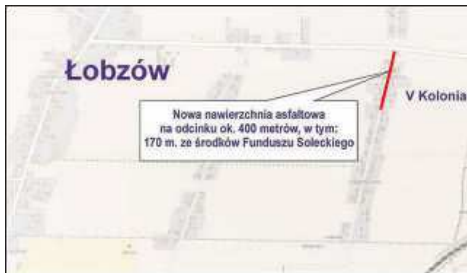 Łobzów
V Kolonia
Nowa nawierzchnia asfaltowa
na odcinku ok. 400 metrów, w tym:
170 m. ze środków Funduszu Sołeckiego